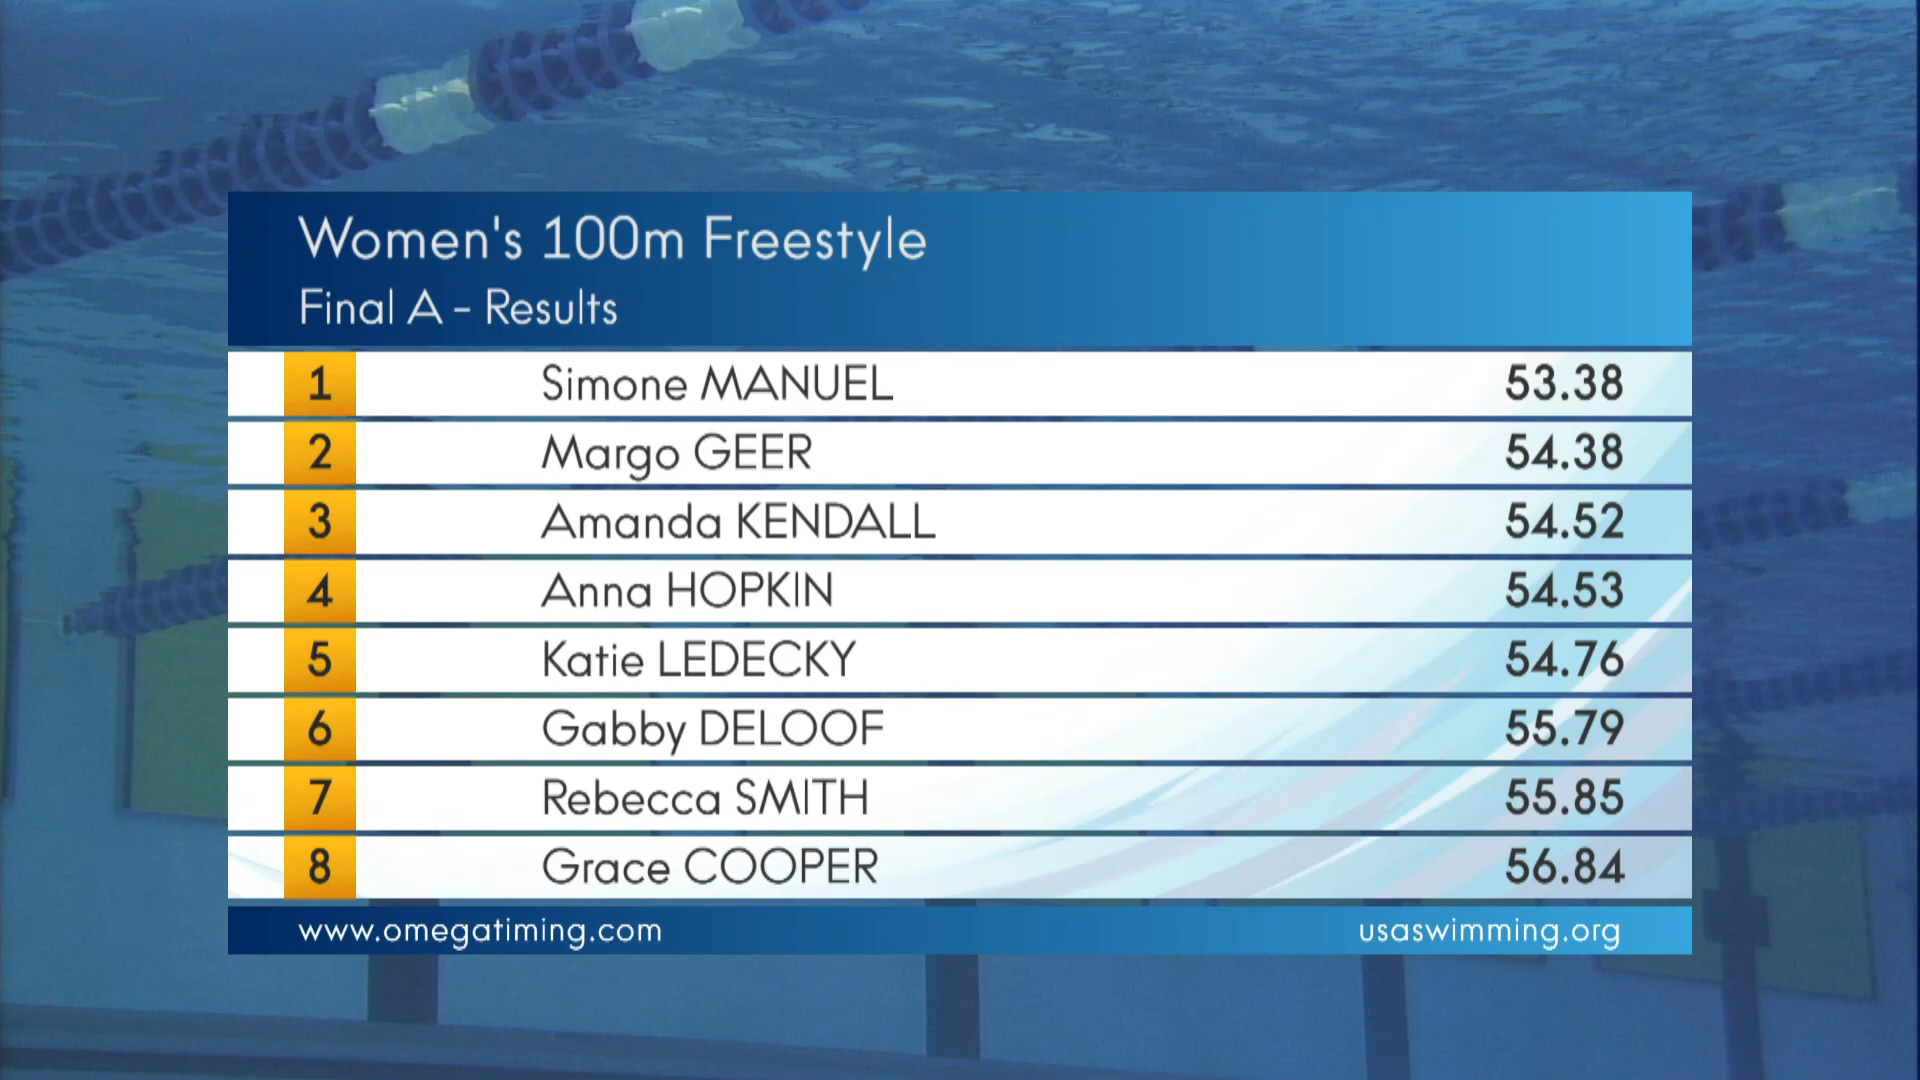 Women's 100m Freestyle
Final A - Results
1 Simone MANUEL 53.38
2 Margo GEER 54.38
3 Amanda KENDALL 54.52
4 Anna HOPKIN 54.53
5 Katie LEDECKY 54.76
6 Gabby DELOOF 55.79
7 Rebecca SMITH 55.85
8 Grace COOPER 56.84
www.omegatiming.com usaswimming.org